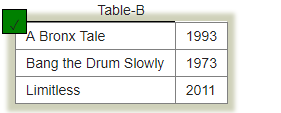 Table-B
A Bronx Tale 1993
Bang the Drum Slowly 1973
Limitless 2011